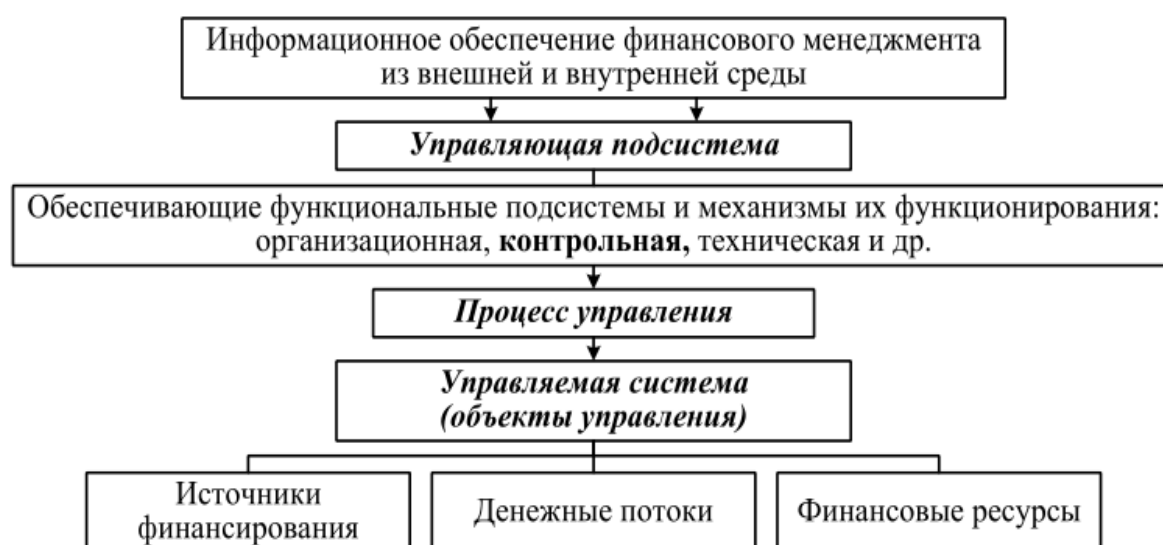 Информационное обеспечение финансового менеджмента
из внешней и внутренней среды
Управляющая подсистема
Обеспечивающие функциональные подсистемы и механизмы их функционирования:
организационная, контрольная, техническая и др.
Процесс управления
Управляемая система
(объекты управления)
Источники
финансирования
Денежные потоки
Финансовые ресурсы